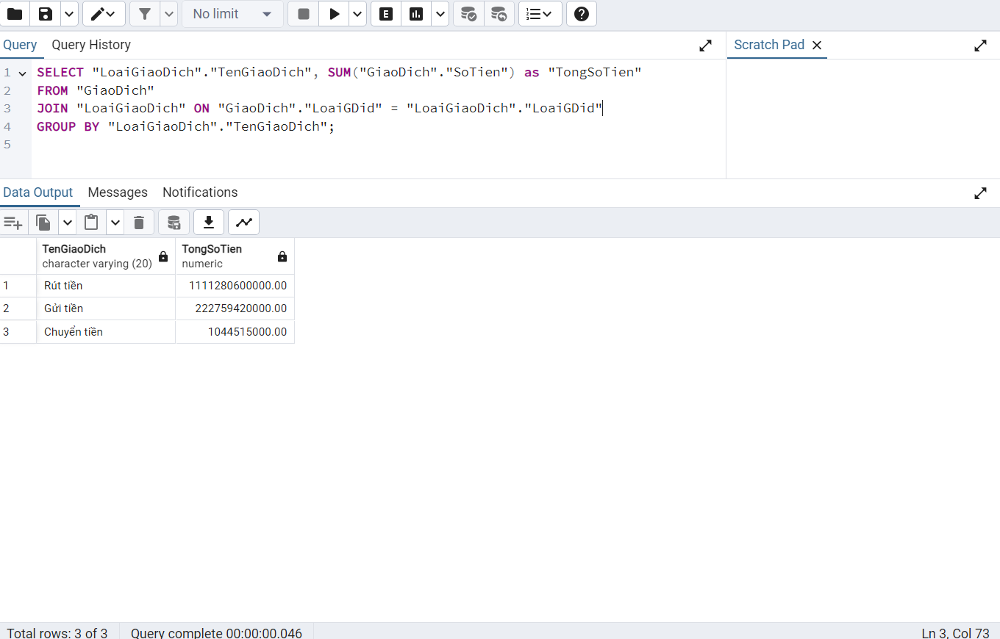 No limit
E
Query Query History
Scratch Pad
1 SELECT "LoaiGiaoDich"."TenGiaoDich", SUM("GiaoDich"."SoTien") as "TongSoTien"
2 FROM "GiaoDich"
3 JOIN "LoaiGiaoDich" ON "GiaoDich"."LoaiGDid" = "LoaiGiaoDich"."LoaiGDid"
4 GROUP BY "LoaiGiaoDich"."TenGiaoDich";
5
Data Output Messages Notifications
TenGiaoDich TongSoTien
character varying (20) numeric
1 Rút tiền 1111280600000.00
2 Gửi tiền 222759420000.00
3 Chuyển tiền 1044515000.00
Total rows: 3 of 3 Query complete 00:00:00.046 Ln 3, Col 73